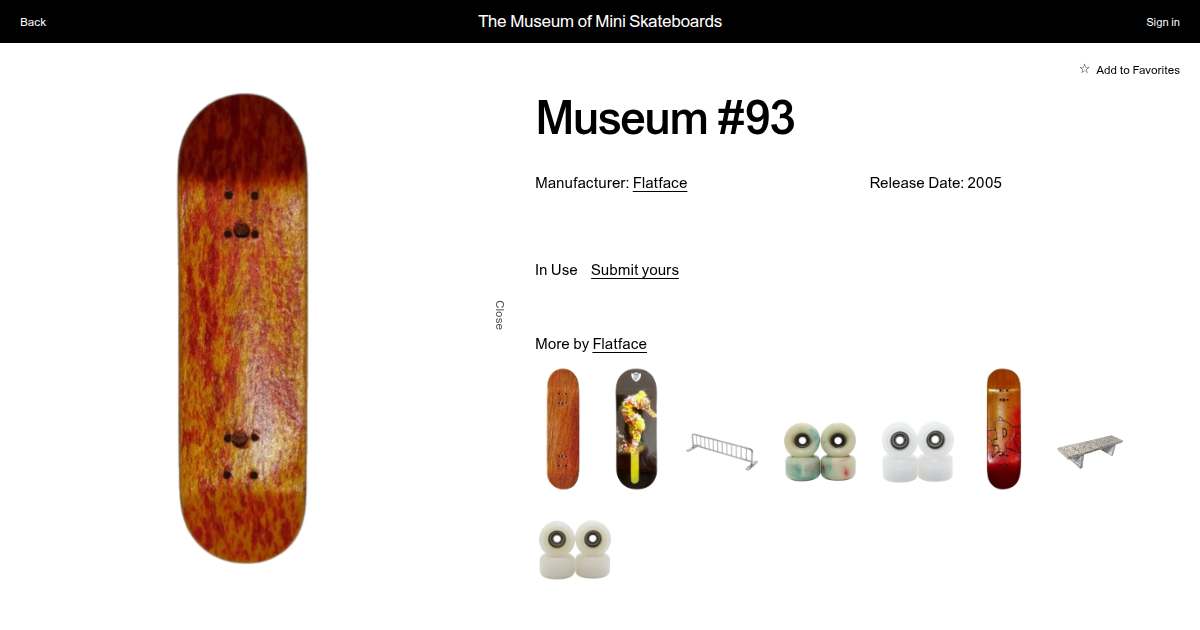 Back
The Museum of Mini Skateboards
Sign in
☆ Add to Favorites
Museum #93
Manufacturer: Flatface
Release Date: 2005
In Use Submit yours
Close
More by Flatface